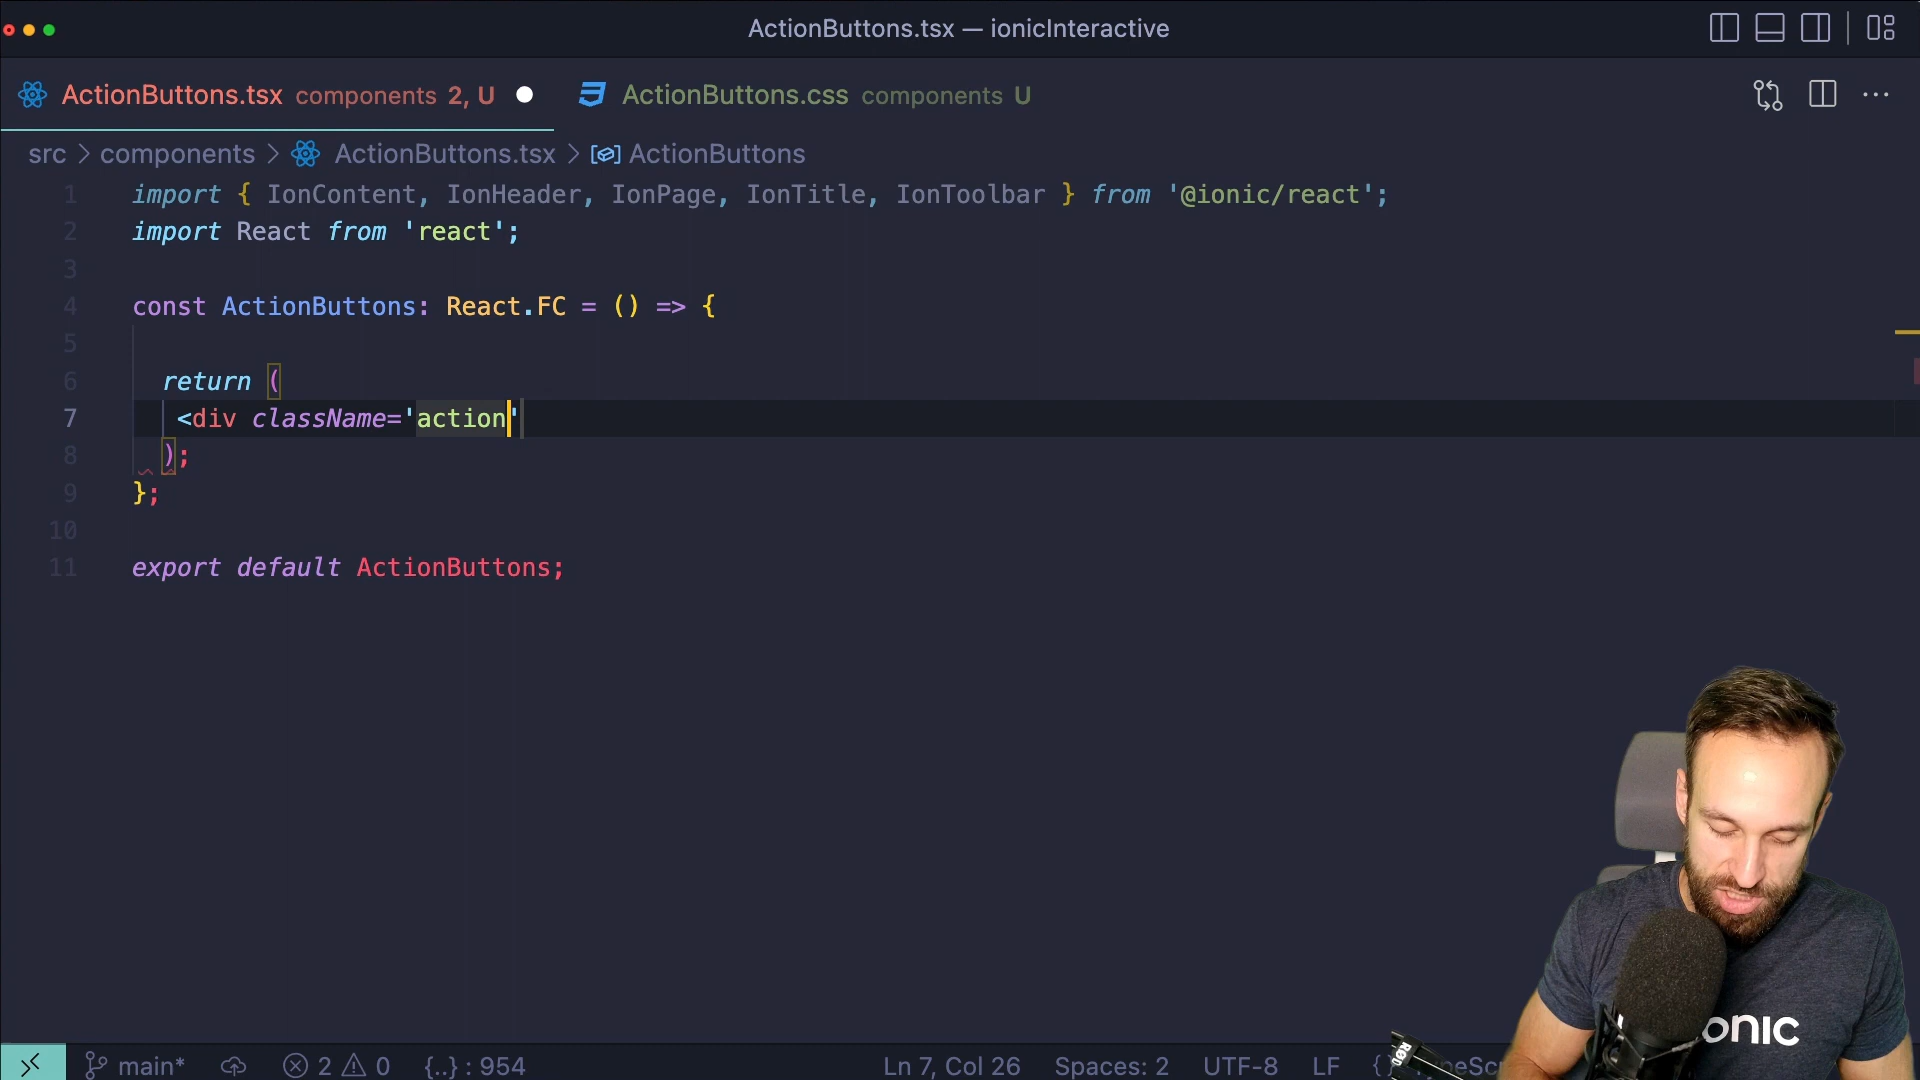 ActionButtons.tsx — ionicInteractive
ActionButtons.tsx components 2, U
ActionButtons.css components U
src > components > ActionButtons.tsx > ActionButtons
1 import { IonContent, IonHeader, IonPage, IonTitle, IonToolbar } from '@ionic/react';
2 import React from 'react';
3
4 const ActionButtons: React.FC = () => {
5
6 return (
7 <div className='action'
8 );
9 };
10
11 export default ActionButtons;
main* 2 0 {..} : 954 Ln 7, Col 26 Spaces: 2 UTF-8 LF
RØD
onic